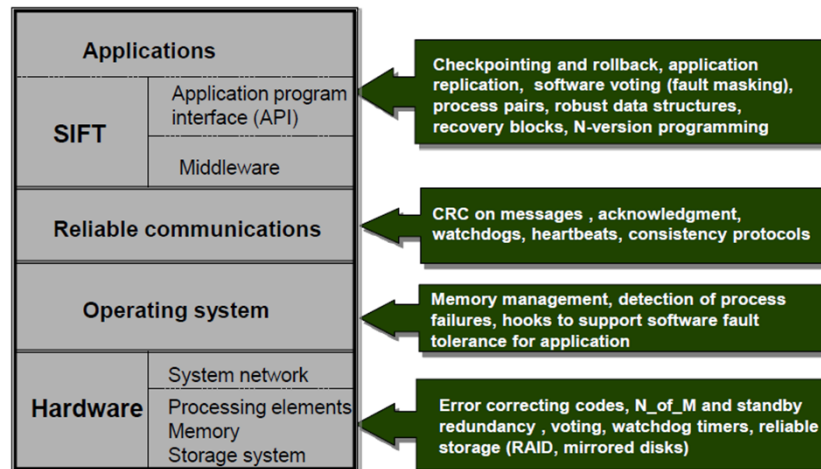 Applications
SIFT
Application program
interface (API)
Middleware
Checkpointing and rollback, application
replication, software voting (fault masking),
process pairs, robust data structures,
recovery blocks, N-version programming
Reliable communications
CRC on messages , acknowledgment,
watchdogs, heartbeats, consistency protocols
Operating system
Memory management, detection of process
failures, hooks to support software fault
tolerance for application
Hardware
System network
Processing elements
Memory
Storage system
Error correcting codes, N_of_M and standby
redundancy , voting, watchdog timers, reliable
storage (RAID, mirrored disks)